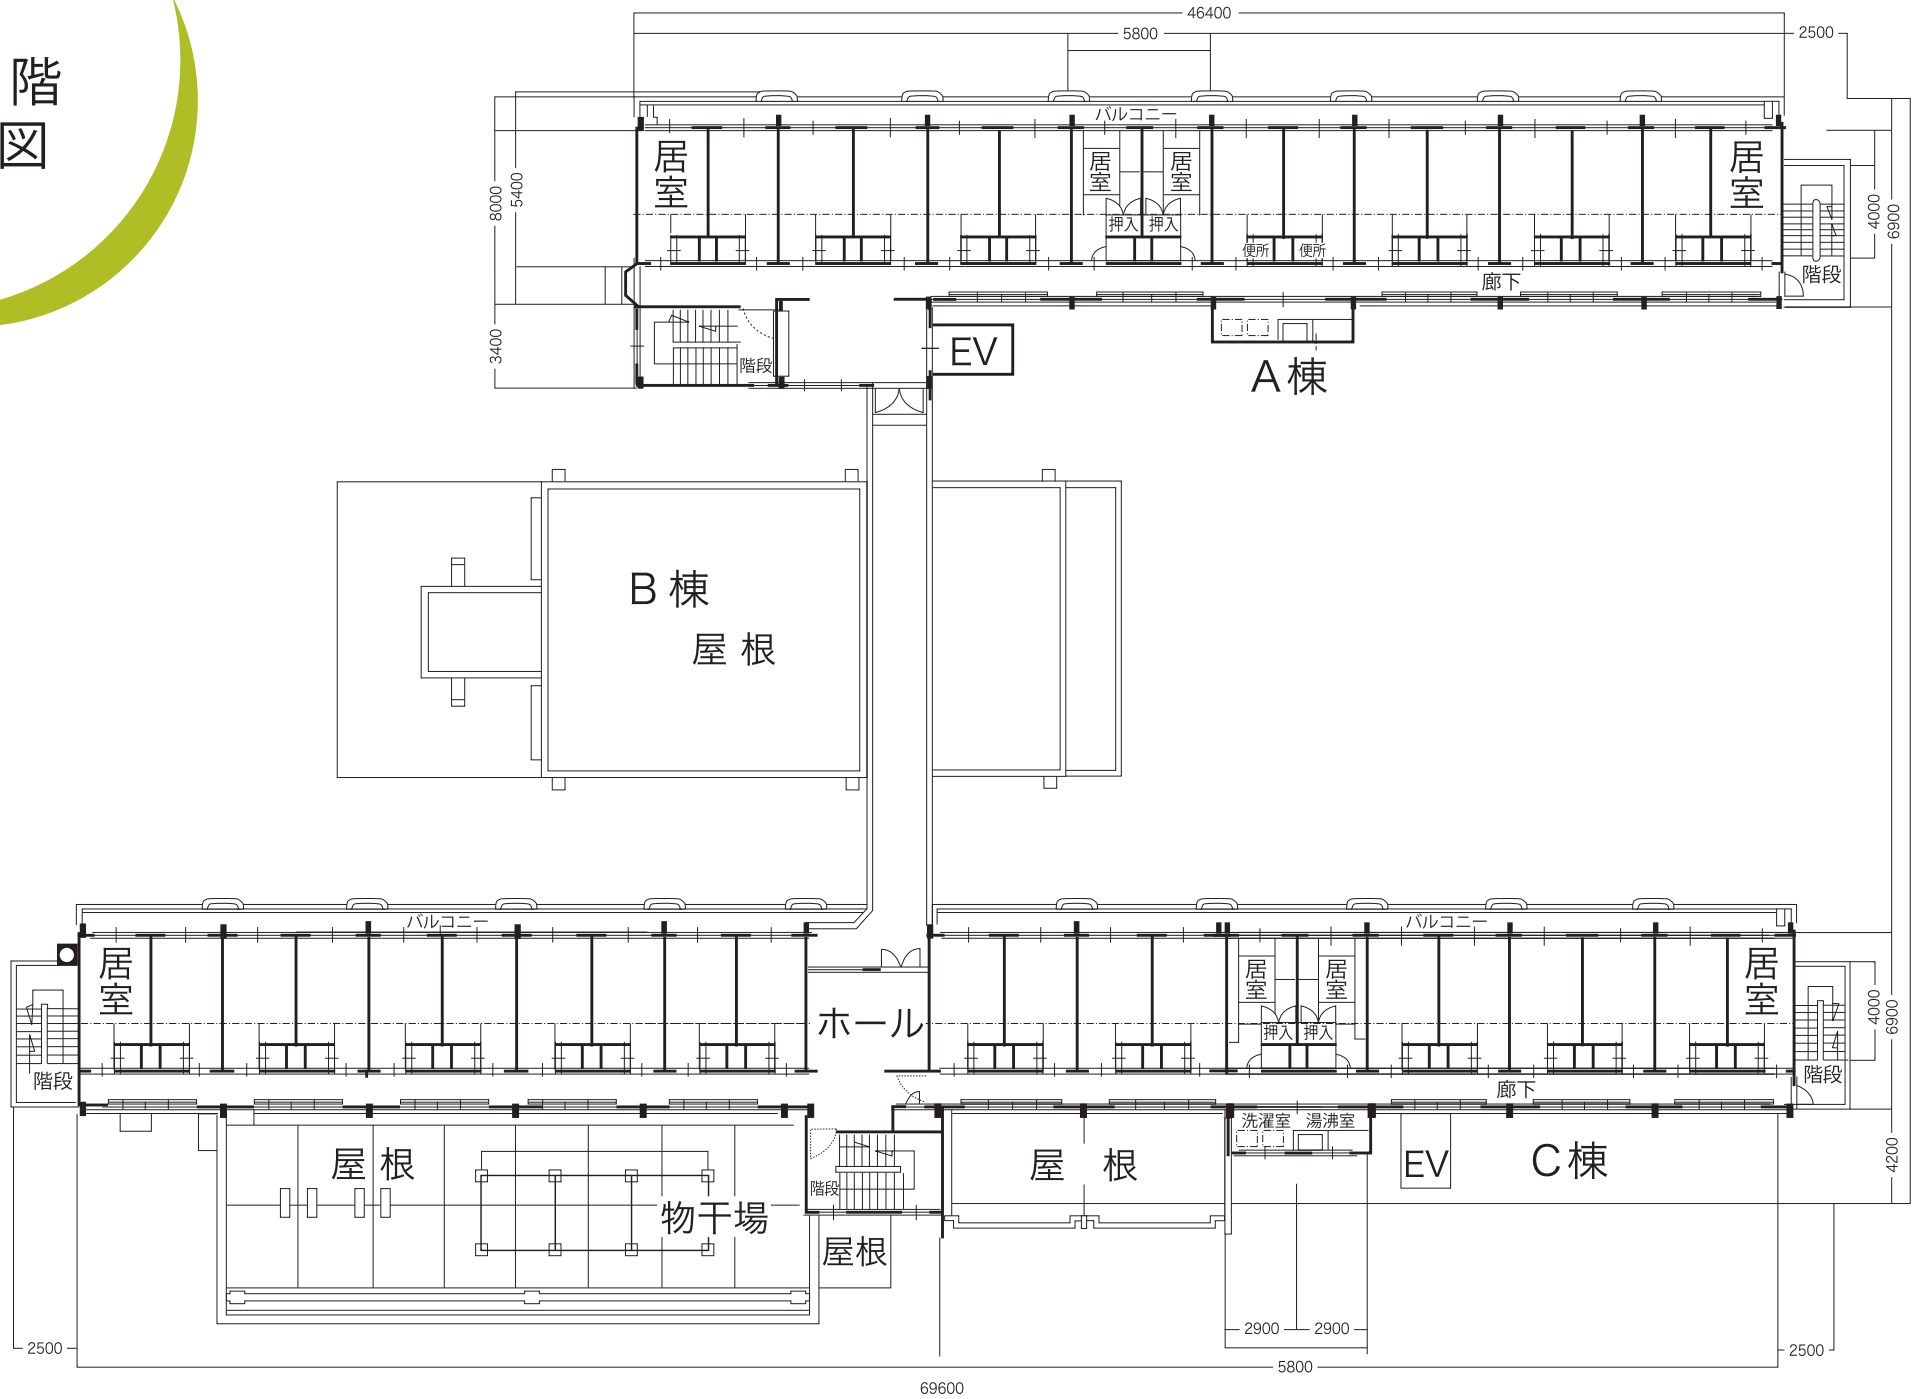 階
図
46400
5800
2500
バルコニー
居室
居室
居室
居室
8000
5400
4000
6900
押入
押入
便所
便所
廊下
階段
3400
階段
EV
A棟
B棟
屋根
バルコニー
バルコニー
居室
居室
居室
居室
ホール
押入
押入
4000
6900
階段
階段
廊下
洗濯室
湯沸室
屋根
屋根
EV
C棟
4200
階段
物干場
屋根
2900
2900
2500
2500
5800
69600